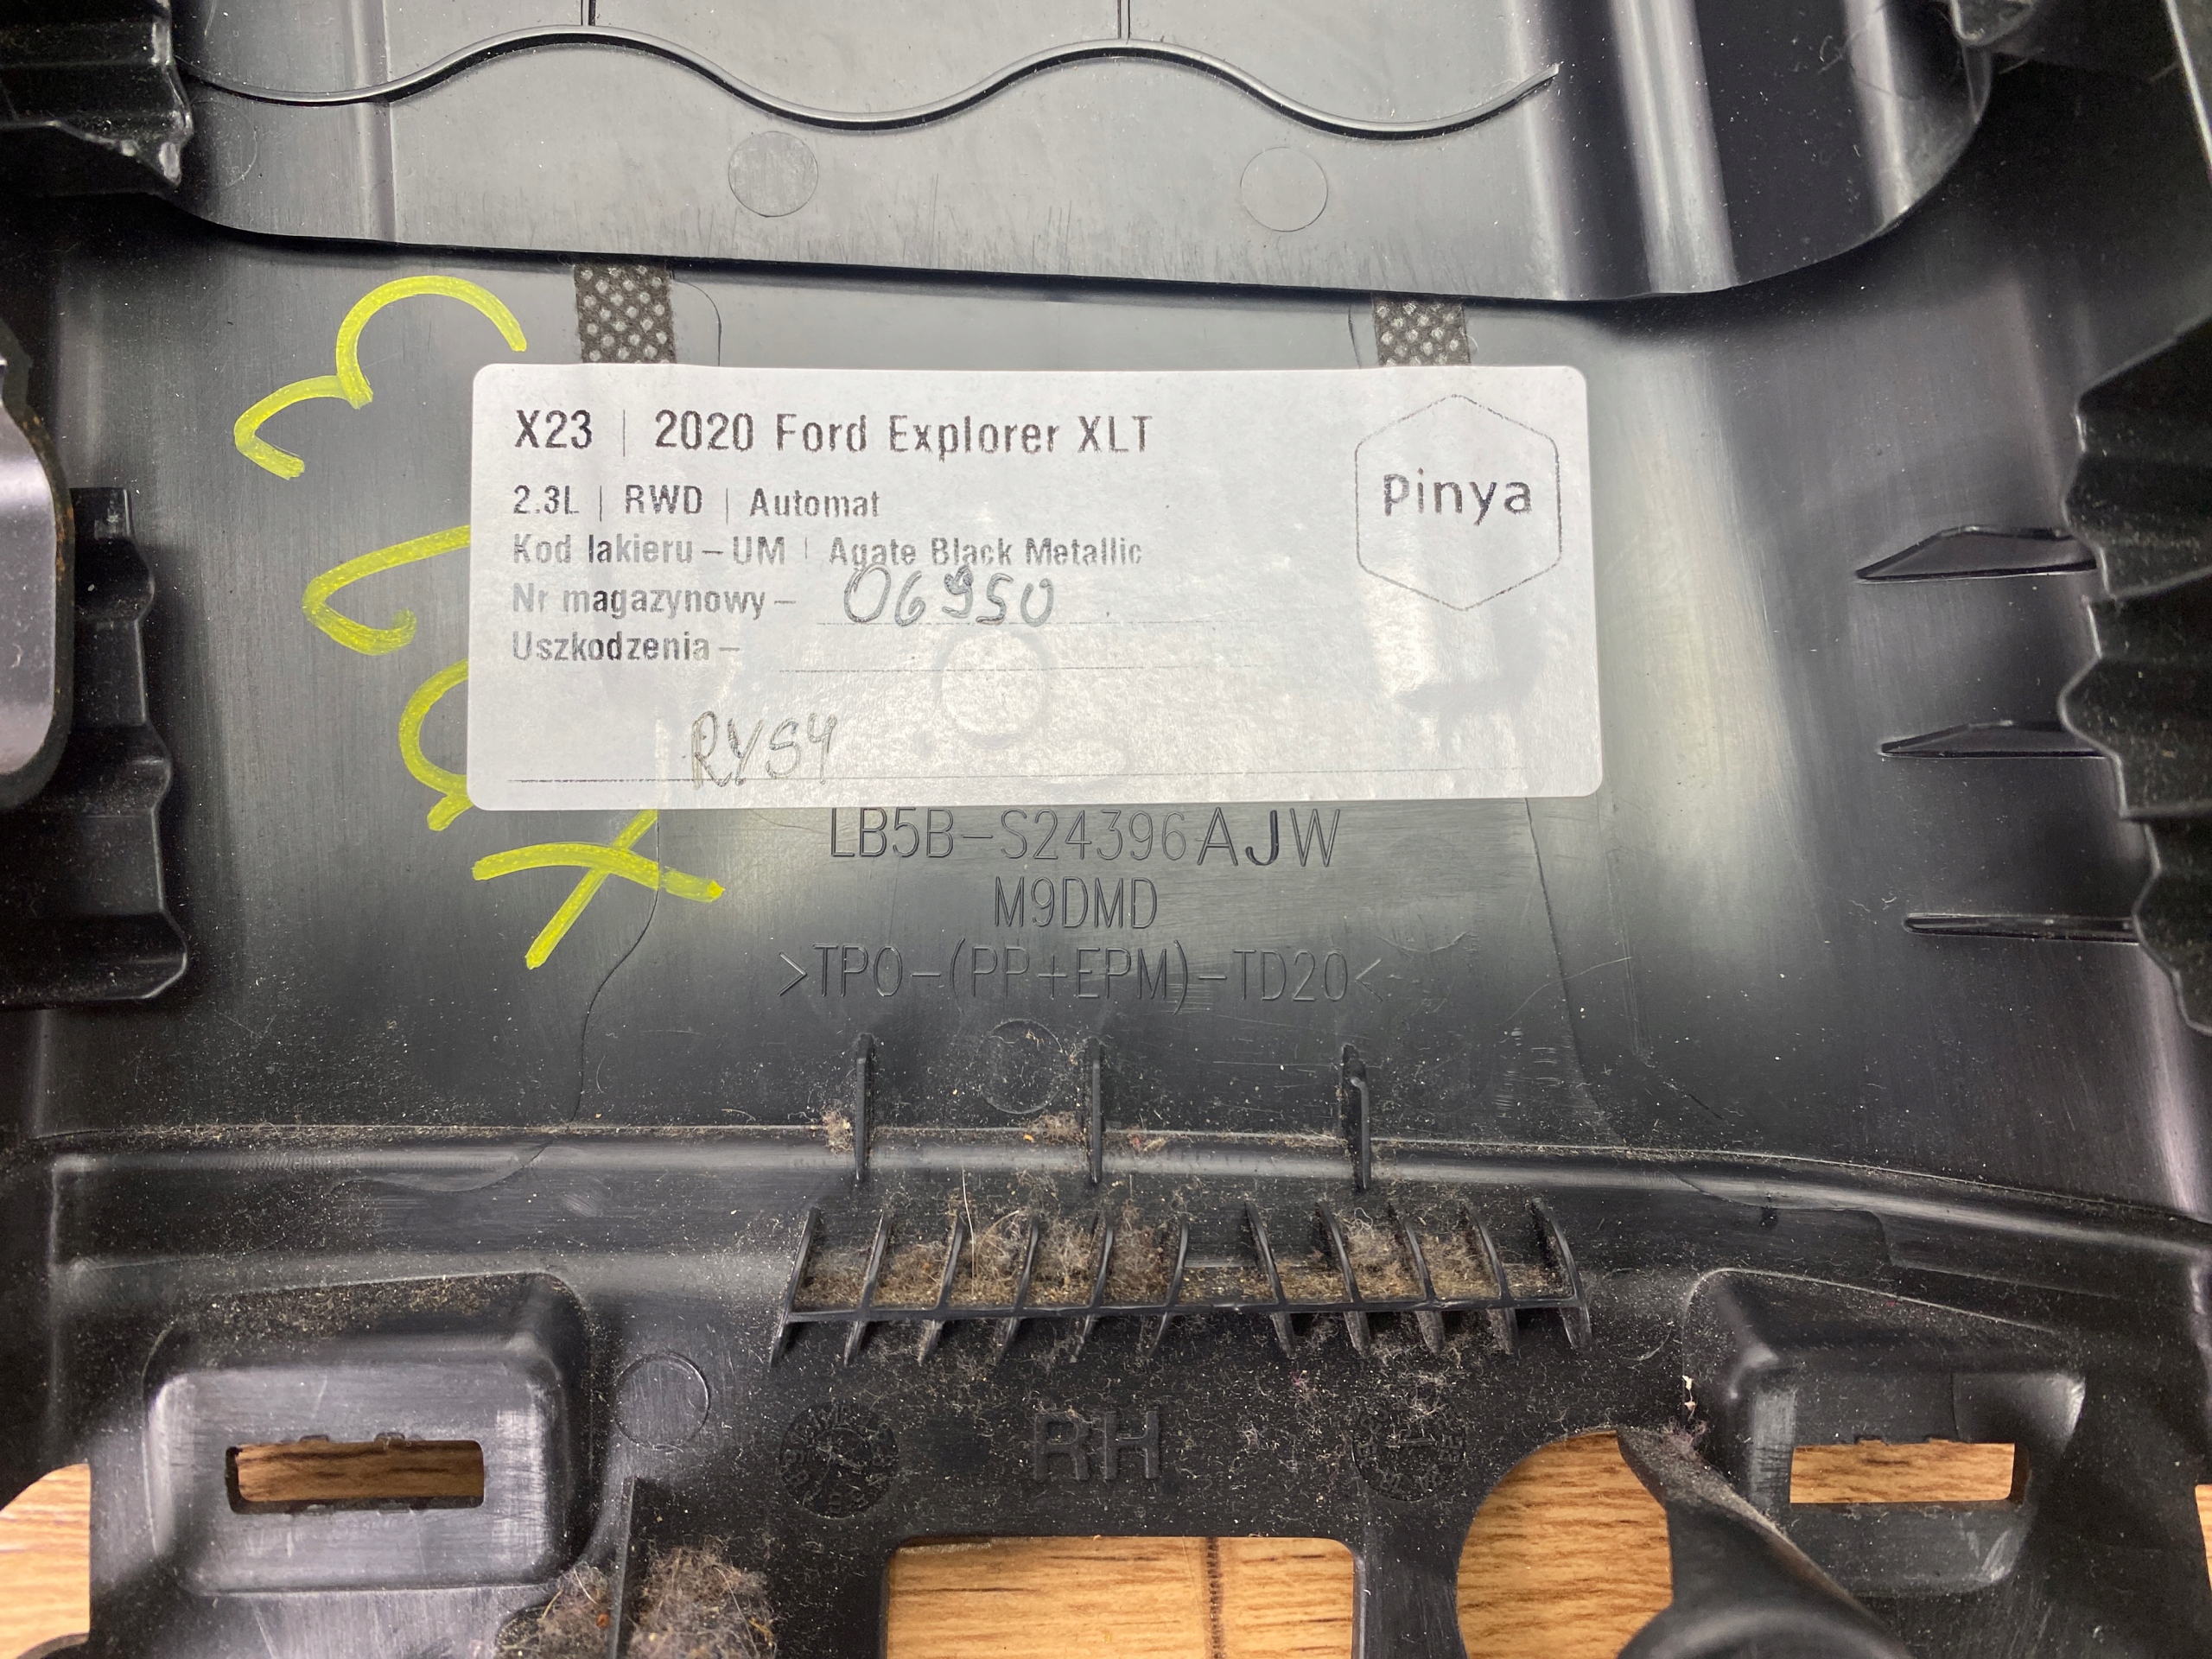 X23 | 2020 Ford Explorer XLT
Pinya
2.3L | RWD | Automat
Kod lakieru – UM | Agate Black Metallic
Nr magazynowy – 06950
Uszkodzenia –
RYSY
LB5B-S24396AJW
M9DMD
>TPO-(PP+EPM)-TD20<
RH